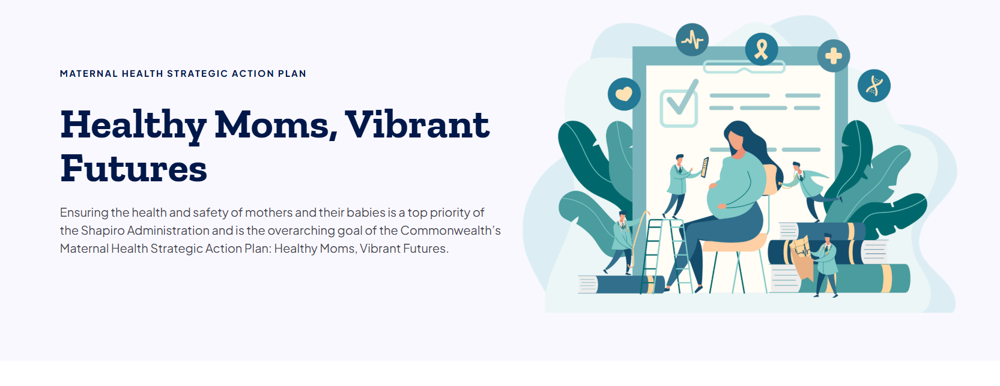 MATERNAL HEALTH STRATEGIC ACTION PLAN
Healthy Moms, Vibrant
Futures
Ensuring the health and safety of mothers and their babies is a top priority of
the Shapiro Administration and is the overarching goal of the Commonwealth’s
Maternal Health Strategic Action Plan: Healthy Moms, Vibrant Futures.